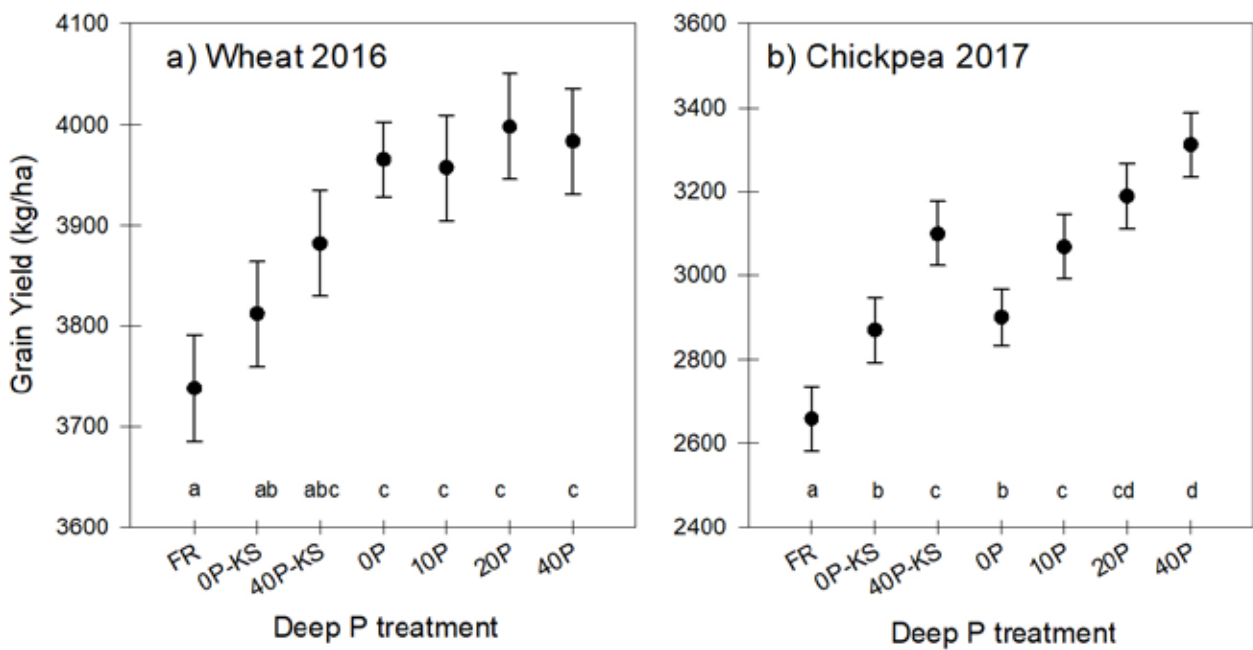 a) Wheat 2016
Grain Yield (kg/ha)
4100
4000
3900
3800
3700
3600
a ab abc c c c c
FR 0P-KS 40P-KS 0P 10P 20P 40P
Deep P treatment
b) Chickpea 2017
3600
3400
3200
3000
2800
2600
2400
a b c b c cd d
FR 0P-KS 40P-KS 0P 10P 20P 40P
Deep P treatment